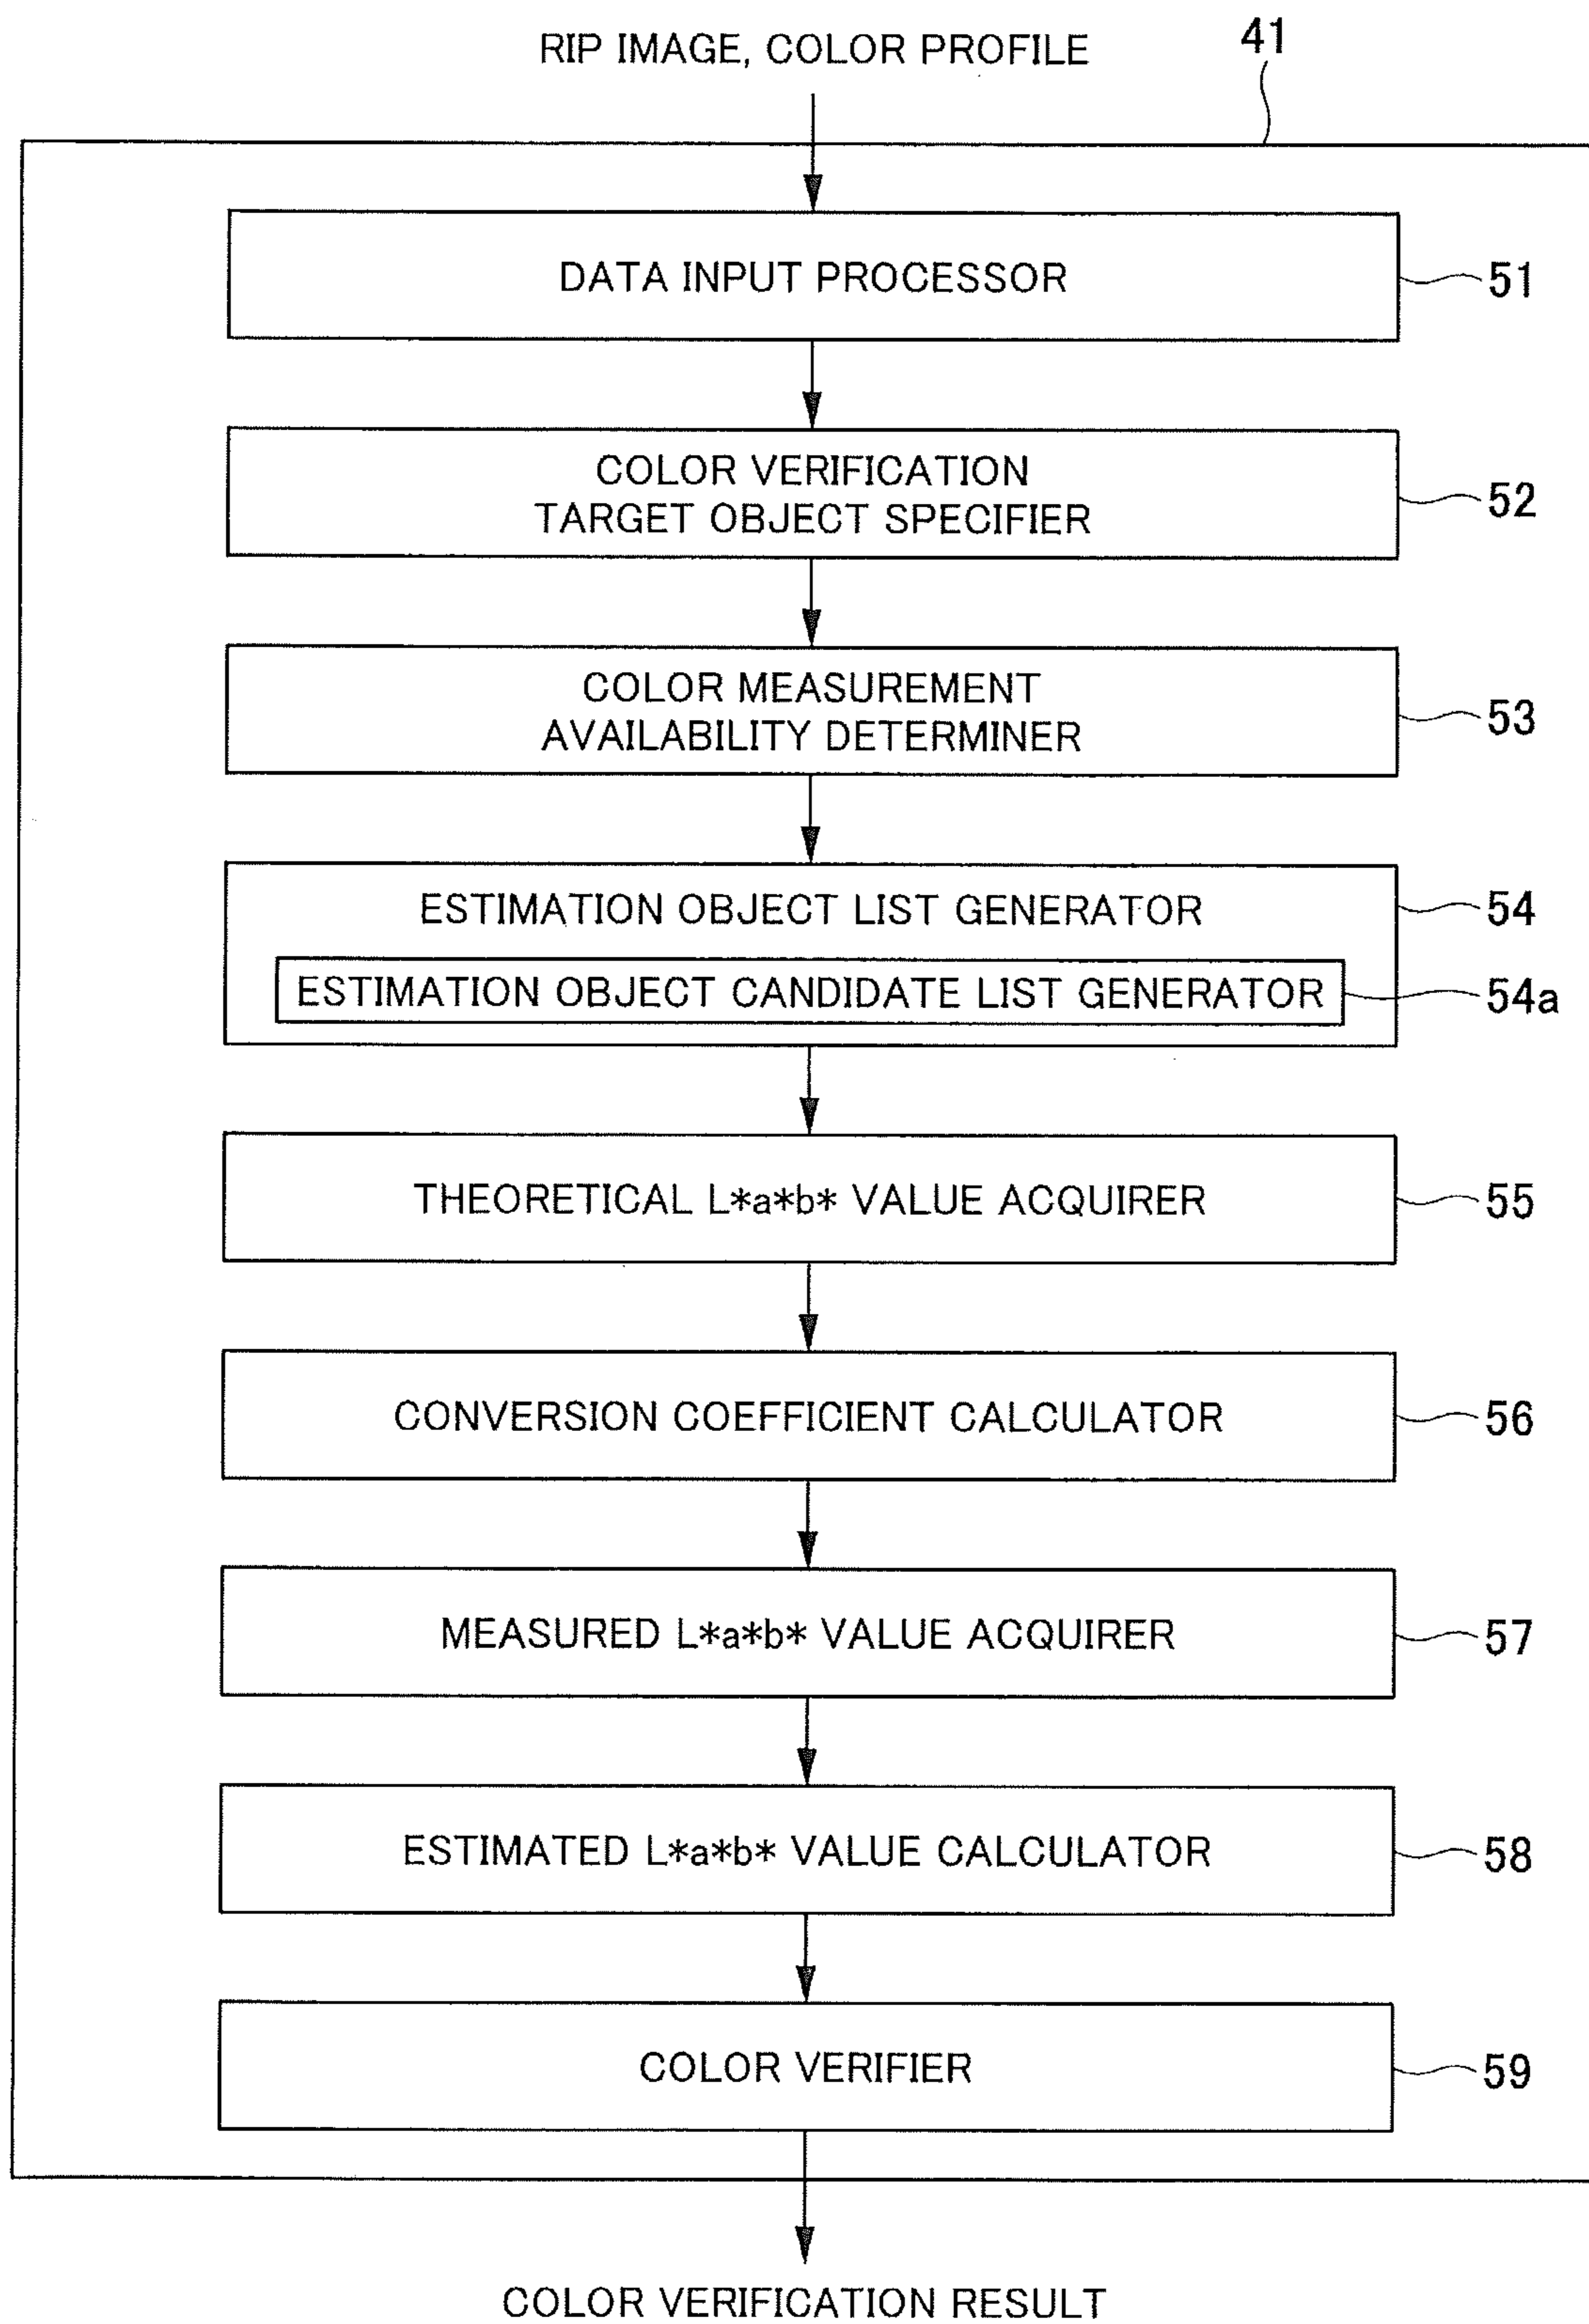 RIP IMAGE, COLOR PROFILE
41
DATA INPUT PROCESSOR
51
COLOR VERIFICATION
TARGET OBJECT SPECIFIER
52
COLOR MEASUREMENT
AVAILABILITY DETERMINER
53
ESTIMATION OBJECT LIST GENERATOR
54
ESTIMATION OBJECT CANDIDATE LIST GENERATOR
54a
THEORETICAL L*a*b* VALUE ACQUIRER
55
CONVERSION COEFFICIENT CALCULATOR
56
MEASURED L*a*b* VALUE ACQUIRER
57
ESTIMATED L*a*b* VALUE CALCULATOR
58
COLOR VERIFIER
59
COLOR VERIFICATION RESULT